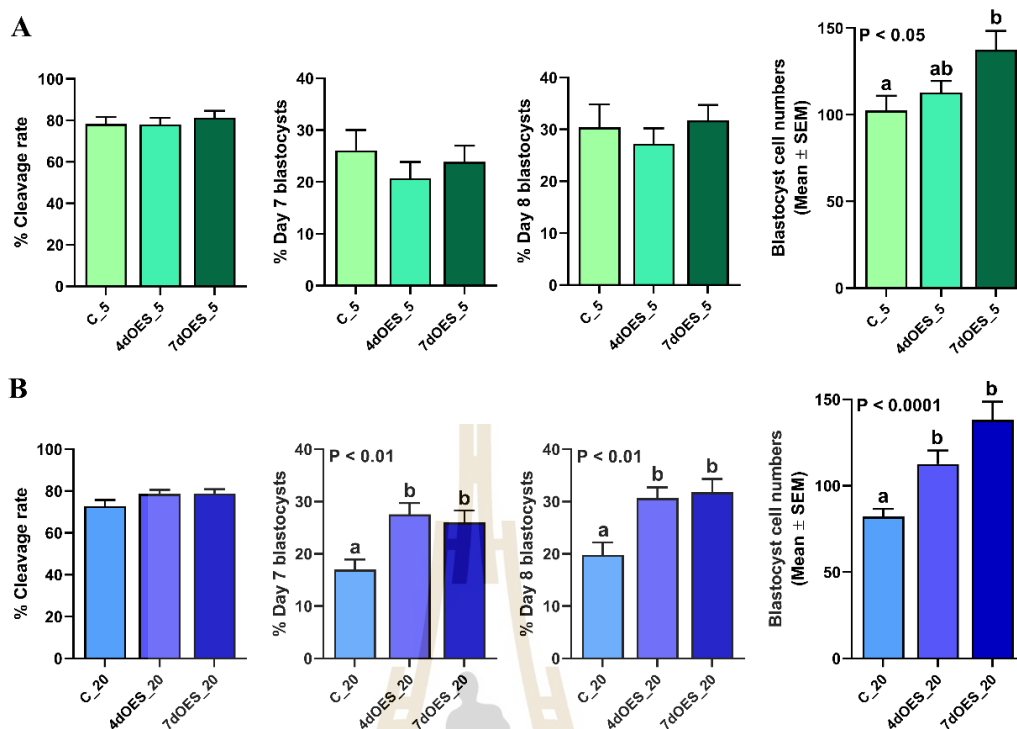 A
% Cleavage rate
100
80
60
40
20
0
C_5
4dOES_5
7dOES_5
% Day 7 blastocysts
40
30
20
10
0
C_5
4dOES_5
7dOES_5
% Day 8 blastocysts
40
30
20
10
0
C_5
4dOES_5
7dOES_5
Blastocyst cell numbers
(Mean ± SEM)
150
100
50
0
P < 0.05
a
ab
b
C_5
4dOES_5
7dOES_5
B
% Cleavage rate
100
80
60
40
20
0
C_20
4dOES_20
7dOES_20
% Day 7 blastocysts
40
30
20
10
0
P < 0.01
a
b
b
C_20
4dOES_20
7dOES_20
% Day 8 blastocysts
40
30
20
10
0
P < 0.01
a
b
b
C_20
4dOES_20
7dOES_20
Blastocyst cell numbers
(Mean ± SEM)
150
100
50
0
P < 0.0001
a
b
b
C_20
4dOES_20
7dOES_20